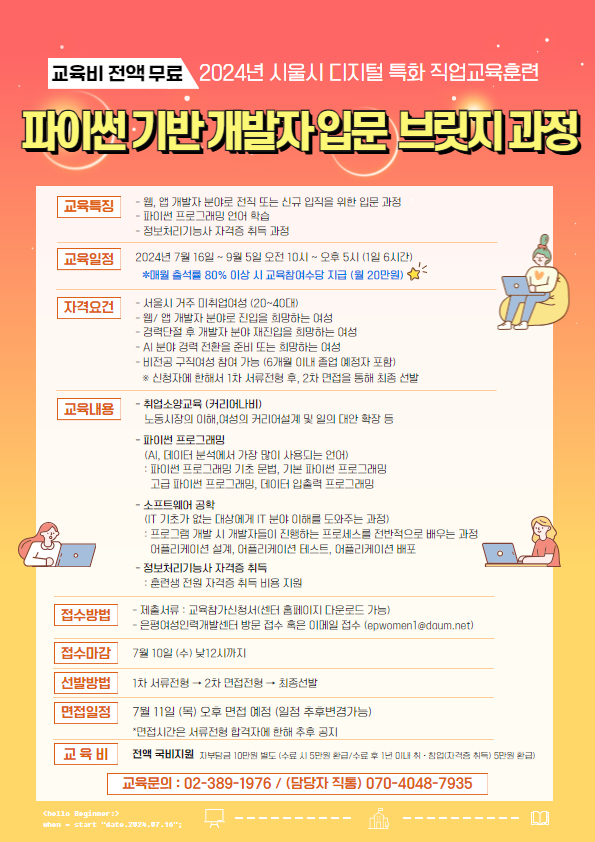 교육비 전액 무료
2024년 서울시 디지털 특화 직업교육훈련
파이썬 기반 개발자 입문 브릿지 과정
교육특징
- 웹, 앱 개발자 분야로 전직 또는 신규 입직을 위한 입문 과정
- 파이썬 프로그래밍 언어 학습
- 정보처리기능사 자격증 취득 과정
교육일정
2024년 7월 16일 ~ 9월 5일 오전 10시 ~ 오후 5시 (1일 6시간)
*매월 출석률 80% 이상 시 교육참여수당 지급 (월 20만원)
자격요건
- 서울시 거주 미취업여성 (20~40대)
- 웹/ 앱 개발자 분야로 진입을 희망하는 여성
- 경력단절 후 개발자 분야 재진입을 희망하는 여성
- AI 분야 경력 전환을 준비 또는 희망하는 여성
- 비전공 구직여성 참여 가능 (6개월 이내 졸업 예정자 포함)
※ 신청자에 한해서 1차 서류전형 후, 2차 면접을 통해 최종 선발
교육내용
- 취업소양교육 (커리어나비)
노동시장의 이해,여성의 커리어설계 및 일의 대안 확장 등
- 파이썬 프로그래밍
(AI, 데이터 분석에서 가장 많이 사용되는 언어)
: 파이썬 프로그래밍 기초 문법, 기본 파이썬 프로그래밍
고급 파이썬 프로그래밍, 데이터 입출력 프로그래밍
- 소프트웨어 공학
(IT 기초가 없는 대상에게 IT 분야 이해를 도와주는 과정)
: 프로그램 개발 시 개발자들이 진행하는 프로세스를 전반적으로 배우는 과정
어플리케이션 설계, 어플리케이션 테스트, 어플리케이션 배포
- 정보처리기능사 자격증 취득
: 훈련생 전원 자격증 취득 비용 지원
접수방법
- 제출서류 : 교육참가신청서(센터 홈페이지 다운로드 가능)
- 은평여성인력개발센터 방문 접수 혹은 이메일 접수 (epwomen1@daum.net)
접수마감
7월 10일 (수) 낮12시까지
선발방법
1차 서류전형 → 2차 면접전형 → 최종선발
면접일정
7월 11일 (목) 오후 면접 예정 (일정 추후변경가능)
*면접시간은 서류전형 합격자에 한해 추후 공지
교 육 비
전액 국비지원 자부담금 10만원 별도 (수료 시 5만원 환급/수료 후 1년 이내 취 · 창업(자격증 취득) 5만원 환급)
교육문의 : 02-389-1976 / (담당자 직통) 070-4048-7935
<hello Beginner:>
when = start "date.2024.07.16";